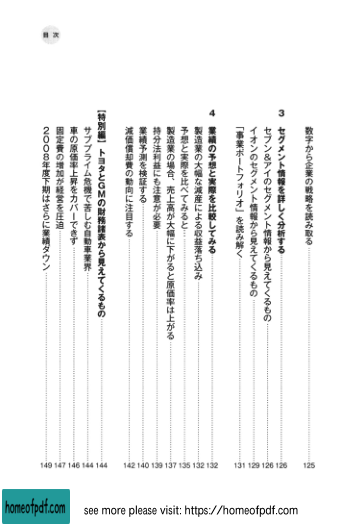 目 次
数字から企業の戦略を読み取る 125
3 セグメント情報を詳しく分析する 126
セブン&アイのセグメント情報から見えてくるもの 126
イオンのセグメント情報から見えてくるもの 129
「事業ポートフォリオ」を読み解く 131
4 業績の予想と実際を比較してみる 132
製造業の大幅な減産による収益落ち込み 132
予想と実際を比べてみると… 135
製造業の場合、売上高が大幅に下がると原価率は上がる 137
持分法利益にも注意が必要 139
業績予測を検証する 140
減価償却費の動向に注目する 142
【特別編】トヨタとGMの財務諸表から見えてくるもの 144
サブプライム危機で苦しむ自動車業界 144
車の原価率上昇をカバーできず 146
固定費の増加が経営を圧迫 147
2008年度下期はさらに業績ダウン 149
homeofpdf.com
see more please visit: https://homeofpdf.com